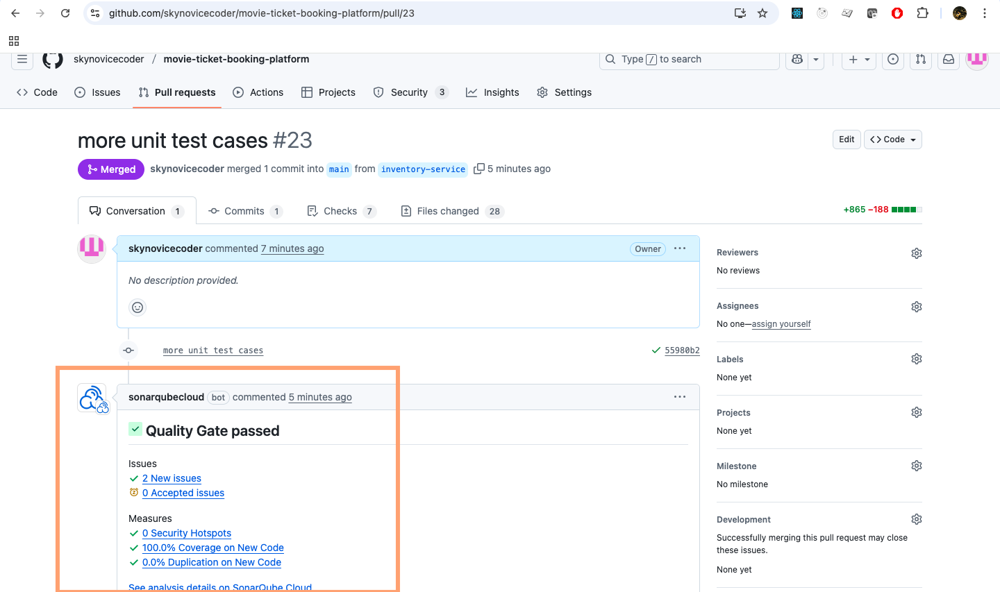 github.com/skynovicecoder/movie-ticket-booking-platform/pull/23
skynovicecoder / movie-ticket-booking-platform
Type / to search
Code
Issues
Pull requests
Actions
Projects
Security 3
Insights
Settings
more unit test cases #23
Edit
Code
Merged
skynovicecoder merged 1 commit into main from inventory-service 5 minutes ago
Conversation 1
Commits 1
Checks 7
Files changed 28
+865 −188
skynovicecoder commented 7 minutes ago
Owner
No description provided.
more unit test cases
55980b2
sonarqubecloud bot commented 5 minutes ago
Quality Gate passed
Issues
2 New issues
0 Accepted issues
Measures
0 Security Hotspots
100.0% Coverage on New Code
0.0% Duplication on New Code
See analysis details on SonarQube Cloud
Reviewers
No reviews
Assignees
No one—assign yourself
Labels
None yet
Projects
None yet
Milestone
No milestone
Development
Successfully merging this pull request may close
these issues.
None yet